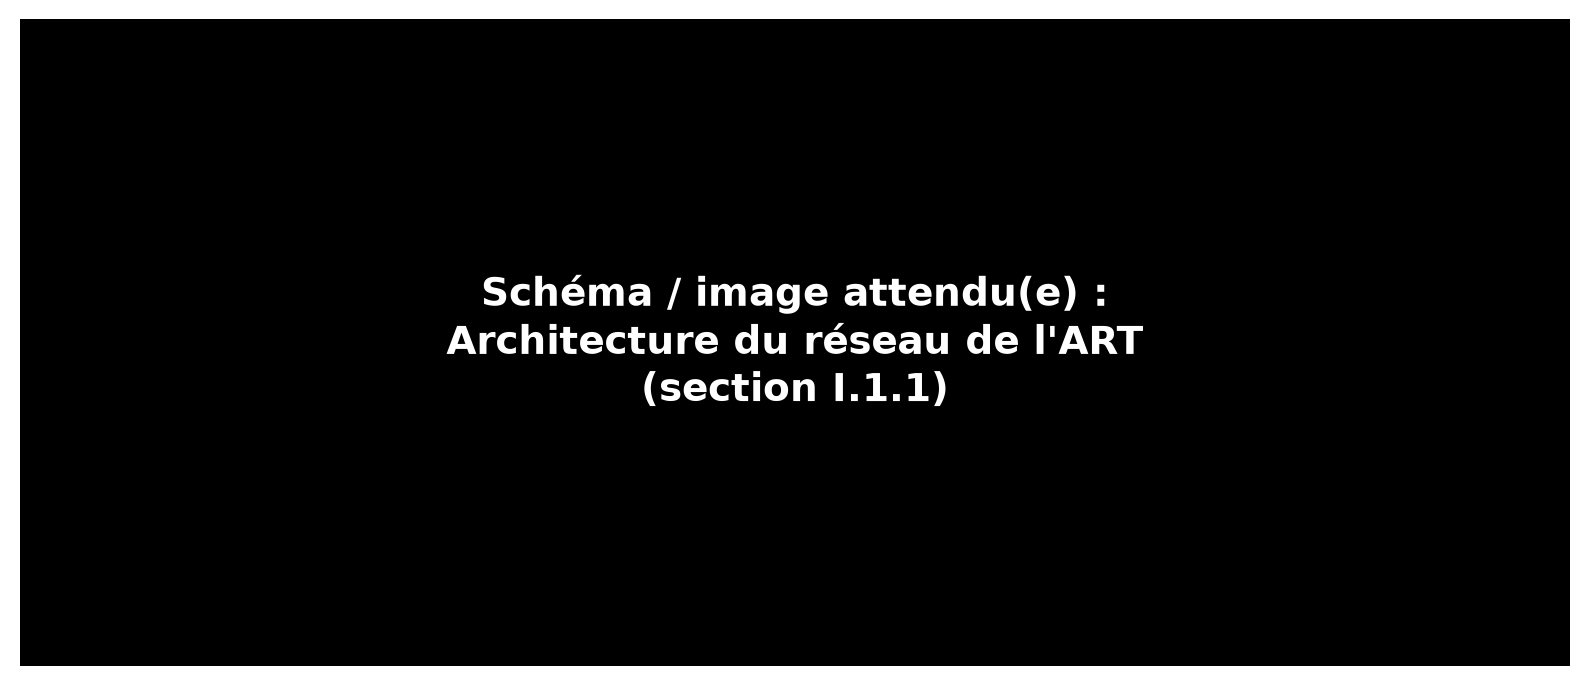 Schéma / image attendu(e) :
Architecture du réseau de l'ART
(section I.1.1)